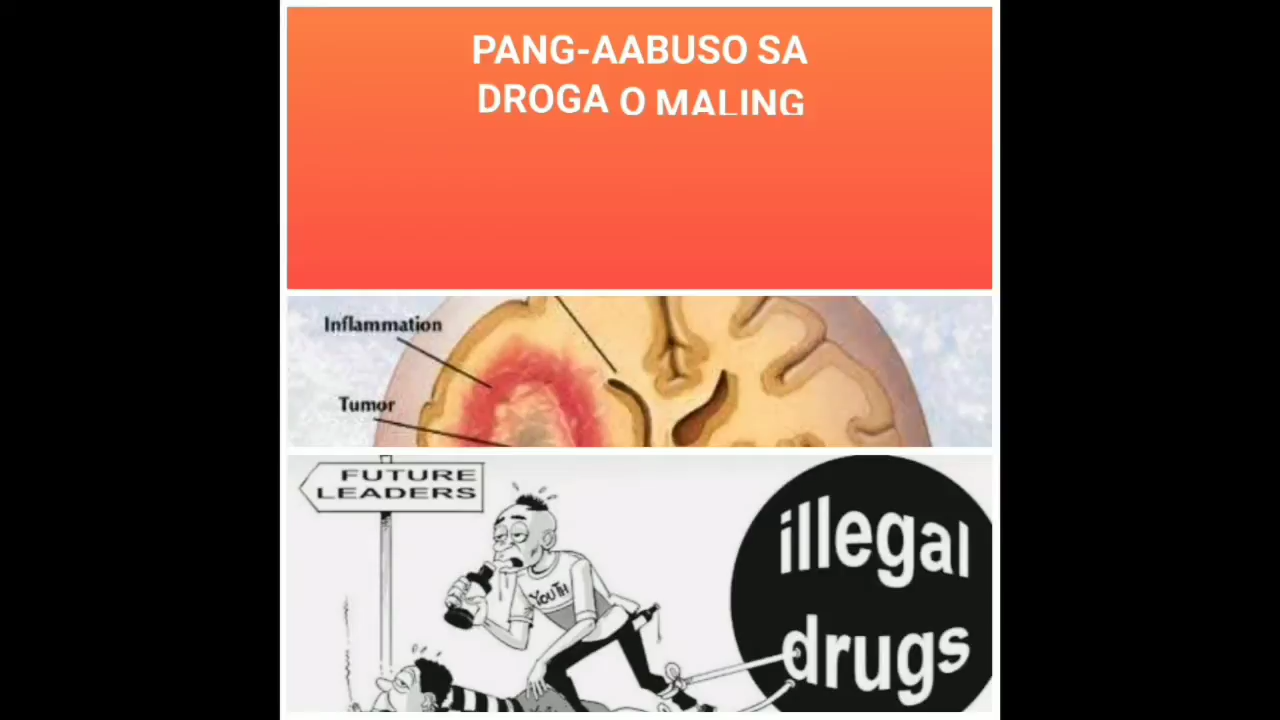 PANG-AABUSO SA
DROGA O MALING
Inflammation
Tumor
FUTURE
LEADERS
YOUTH
illegal
drugs